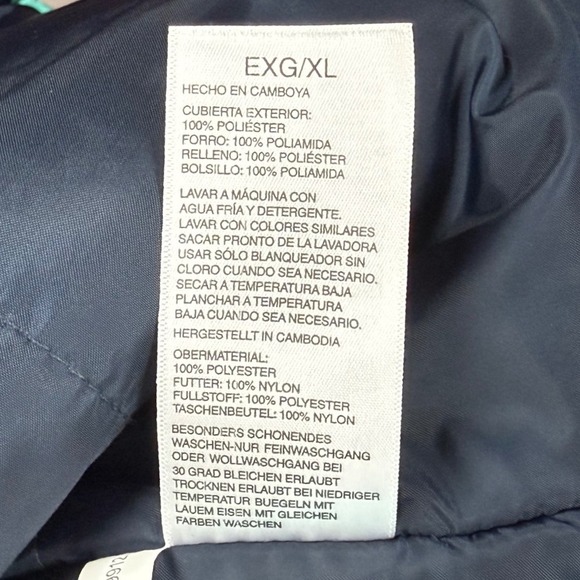 EXG/XL
HECHO EN CAMBOYA
CUBIERTA EXTERIOR:
100% POLIÉSTER
FORRO: 100% POLIAMIDA
RELLENO: 100% POLIÉSTER
BOLSILLO: 100% POLIAMIDA
LAVAR A MÁQUINA CON
AGUA FRÍA Y DETERGENTE.
LAVAR CON COLORES SIMILARES
SACAR PRONTO DE LA LAVADORA
USAR SÓLO BLANQUEADOR SIN
CLORO CUANDO SEA NECESARIO.
SECAR A TEMPERATURA BAJA
PLANCHAR A TEMPERATURA
BAJA CUANDO SEA NECESARIO.
HERGESTELLT IN CAMBODIA
OBERMATERIAL:
100% POLYESTER
FUTTER: 100% NYLON
FULLSTOFF: 100% POLYESTER
TASCHENBEUTEL: 100% NYLON
BESONDERS SCHONENDES
WASCHEN-NUR FEINWASCHGANG
ODER WOLLWASCHGANG BEI
30 GRAD BLEICHEN ERLAUBT
TROCKNEN ERLAUBT BEI NIEDRIGER
TEMPERATUR BUEGELN MIT
LAUEM EISEN MIT GLEICHEN
FARBEN WASCHEN